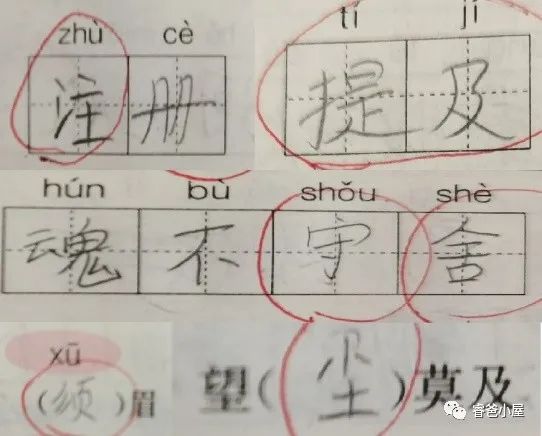 zhù cè tí jí
注册 提及
hún bù shǒu shè
魂不守舍
xū
(须)眉 望(尘)莫及
睿爸小屋